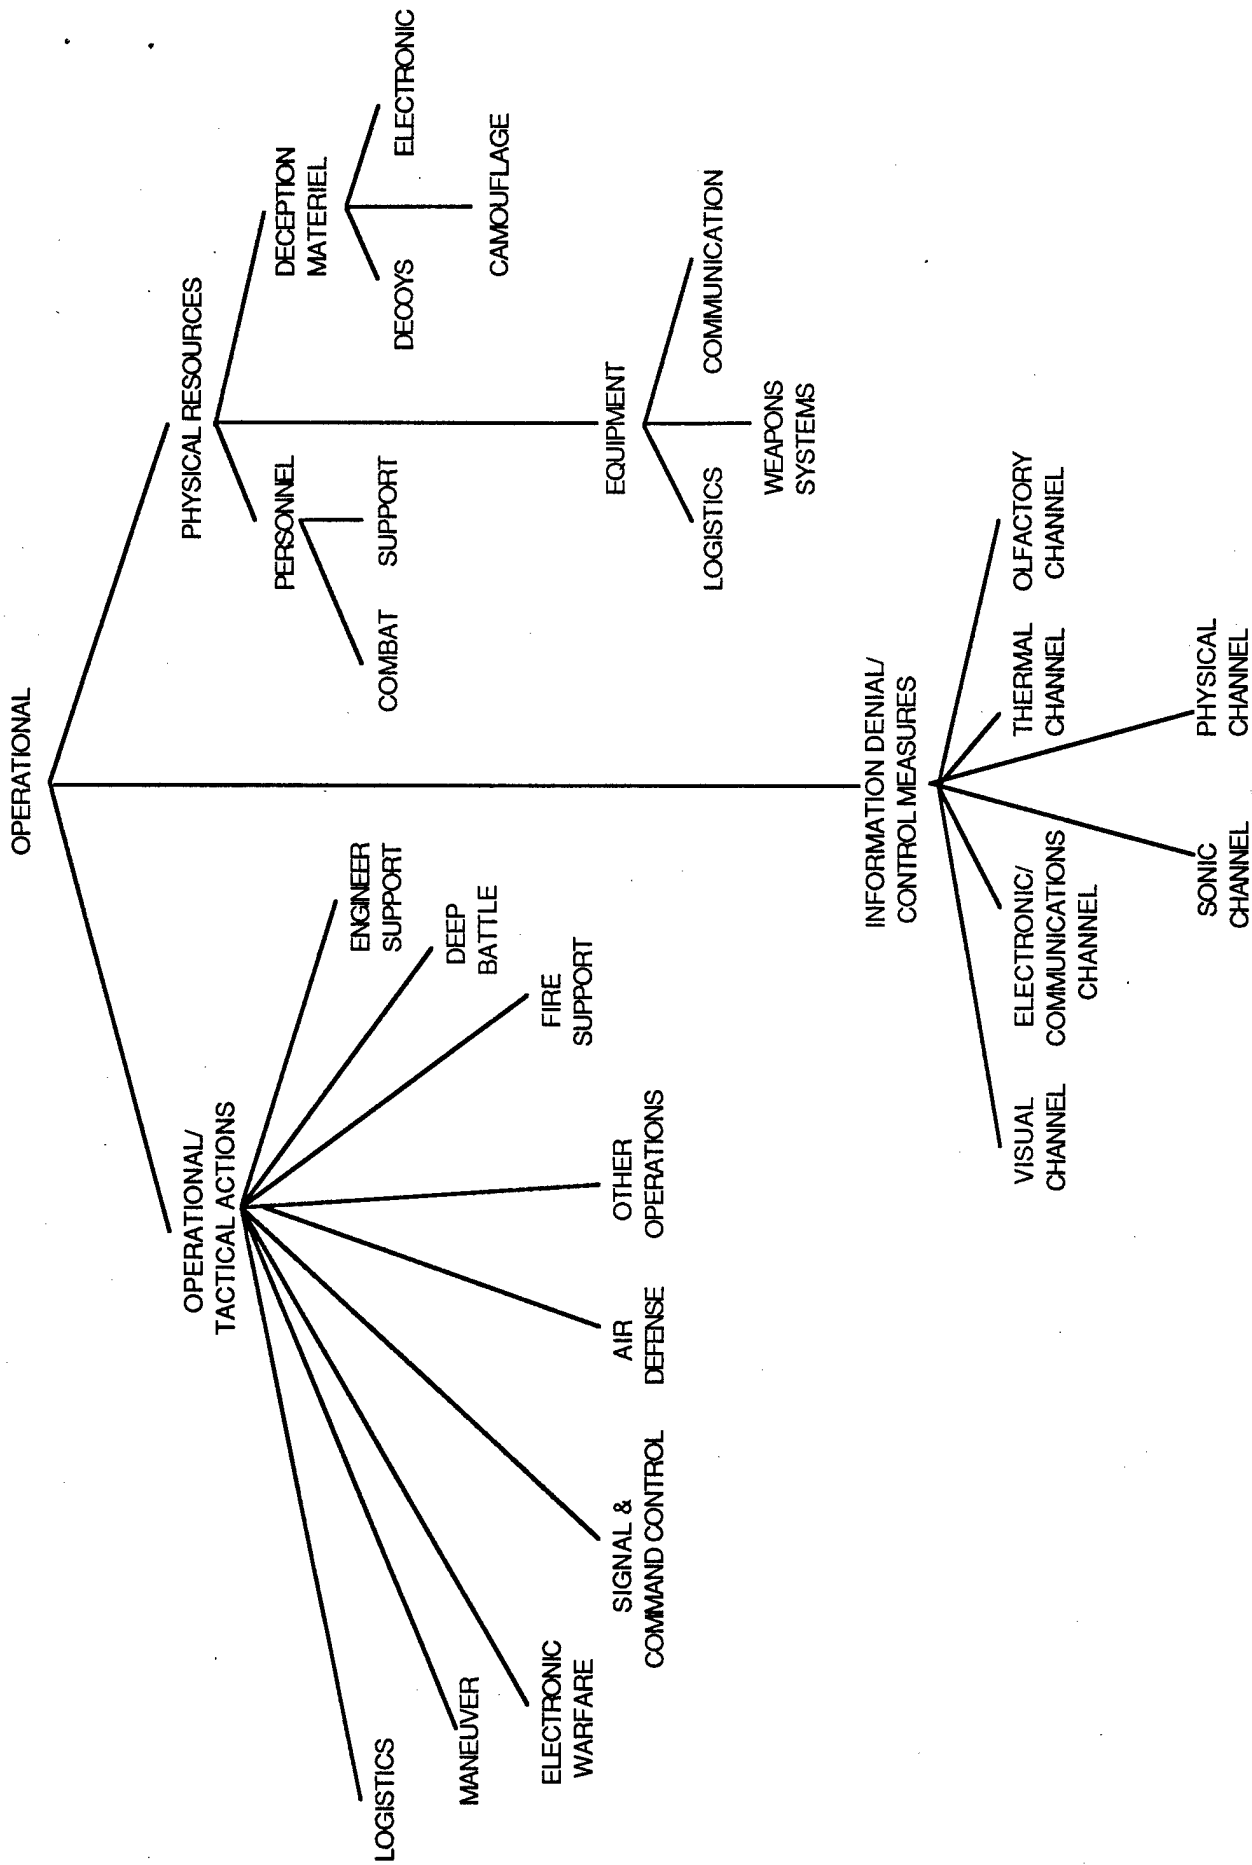 OPERATIONAL
OPERATIONAL/
TACTICAL ACTIONS
LOGISTICS
MANEUVER
ELECTRONIC
WARFARE
SIGNAL &
COMMAND CONTROL
AIR
DEFENSE
OTHER
OPERATIONS
FIRE
SUPPORT
DEEP
BATTLE
ENGINEER
SUPPORT
INFORMATION DENIAL/
CONTROL MEASURES
VISUAL
CHANNEL
ELECTRONIC/
COMMUNICATIONS
CHANNEL
SONIC
CHANNEL
PHYSICAL
CHANNEL
THERMAL
CHANNEL
OLFACTORY
CHANNEL
PHYSICAL RESOURCES
PERSONNEL
COMBAT
SUPPORT
EQUIPMENT
LOGISTICS
WEAPONS
SYSTEMS
COMMUNICATION
DECEPTION
MATERIEL
DECOYS
CAMOUFLAGE
ELECTRONIC